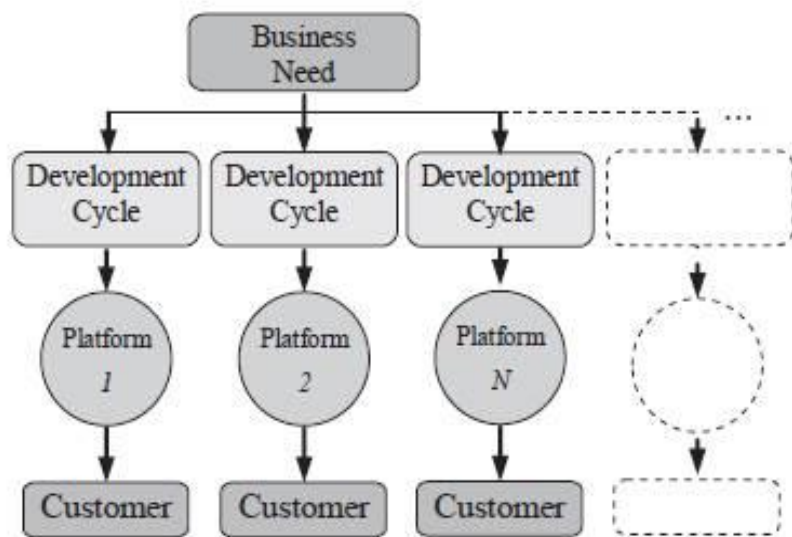 Business
Need
...
Development
Cycle
Development
Cycle
Development
Cycle
Platform
1
Platform
2
Platform
N
Customer
Customer
Customer